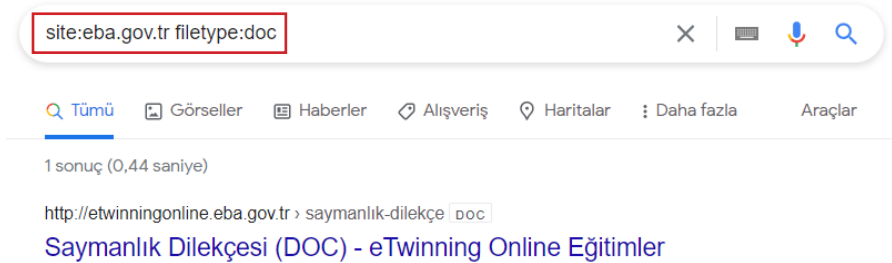 site:eba.gov.tr filetype:doc
Tümü Görseller Haberler Alışveriş Haritalar Daha fazla Araçlar
1 sonuç (0,44 saniye)
http://etwinningonline.eba.gov.tr › saymanlık-dilekçe DOC
Saymanlık Dilekçesi (DOC) - eTwinning Online Eğitimler